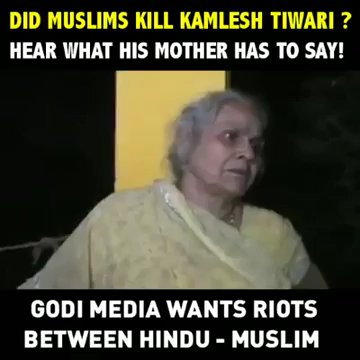 DID MUSLIMS KILL KAMLESH TIWARI ?
HEAR WHAT HIS MOTHER HAS TO SAY!
GODI MEDIA WANTS RIOTS
BETWEEN HINDU - MUSLIM